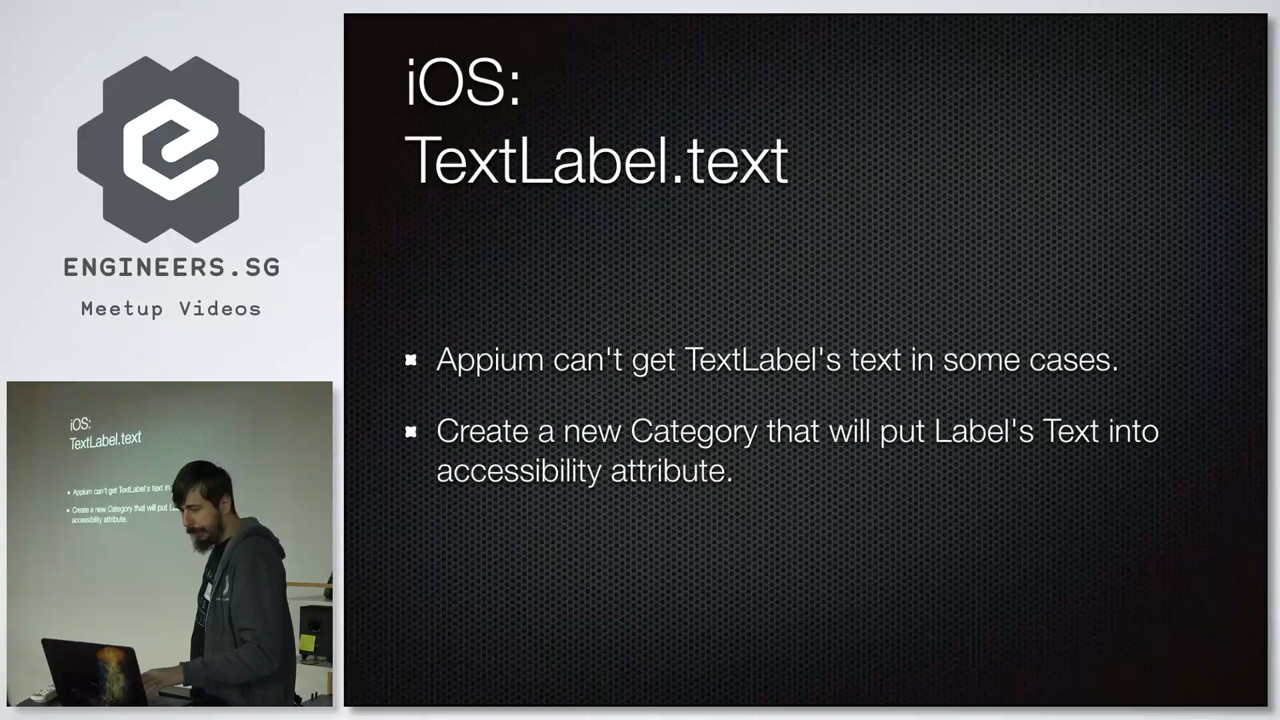 ENGINEERS.SG
Meetup Videos
iOS:
TextLabel.text
Appium can't get TextLabel's text in some cases.
Create a new Category that will put Label's Text into
accessibility attribute.
iOS:
TextLabel.text
Appium can't get TextLabel's text in
Create a new Category that will put
accessibility attribute.